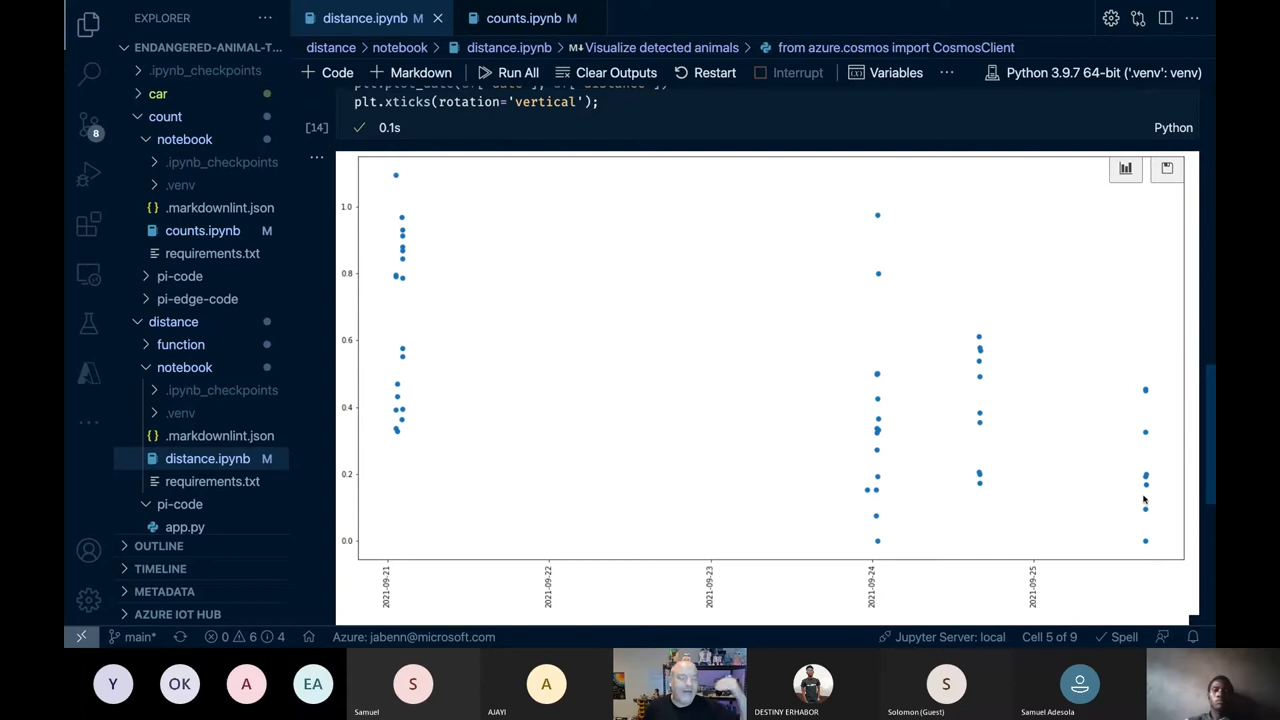 EXPLORER
distance.ipynb M
counts.ipynb M
ENDANGERED-ANIMAL-T...
distance > notebook > distance.ipynb > M↓Visualize detected animals > from azure.cosmos import CosmosClient
.ipynb_checkpoints
Code
Markdown
Run All
Clear Outputs
Restart
Interrupt
Variables
Python 3.9.7 64-bit ('.venv': venv)
car
plt.xticks(rotation='vertical');
count
[14]
0.1s
Python
notebook
.ipynb_checkpoints
.venv
{} .markdownlint.json
counts.ipynb M
requirements.txt
pi-code
pi-edge-code
distance
function
notebook
.ipynb_checkpoints
.venv
{} .markdownlint.json
distance.ipynb M
requirements.txt
pi-code
app.py
OUTLINE
TIMELINE
METADATA
AZURE IOT HUB
8
1.0
0.8
0.6
0.4
0.2
0.0
2021-09-21
2021-09-22
2021-09-23
2021-09-24
2021-09-25
main*
0 6 4
Azure: jabenn@microsoft.com
Jupyter Server: local
Cell 5 of 9
Spell
Y
OK
A
EA
S
Samuel
A
AJAYI
DESTINY ERHABOR
S
Solomon (Guest)
Samuel Adesola